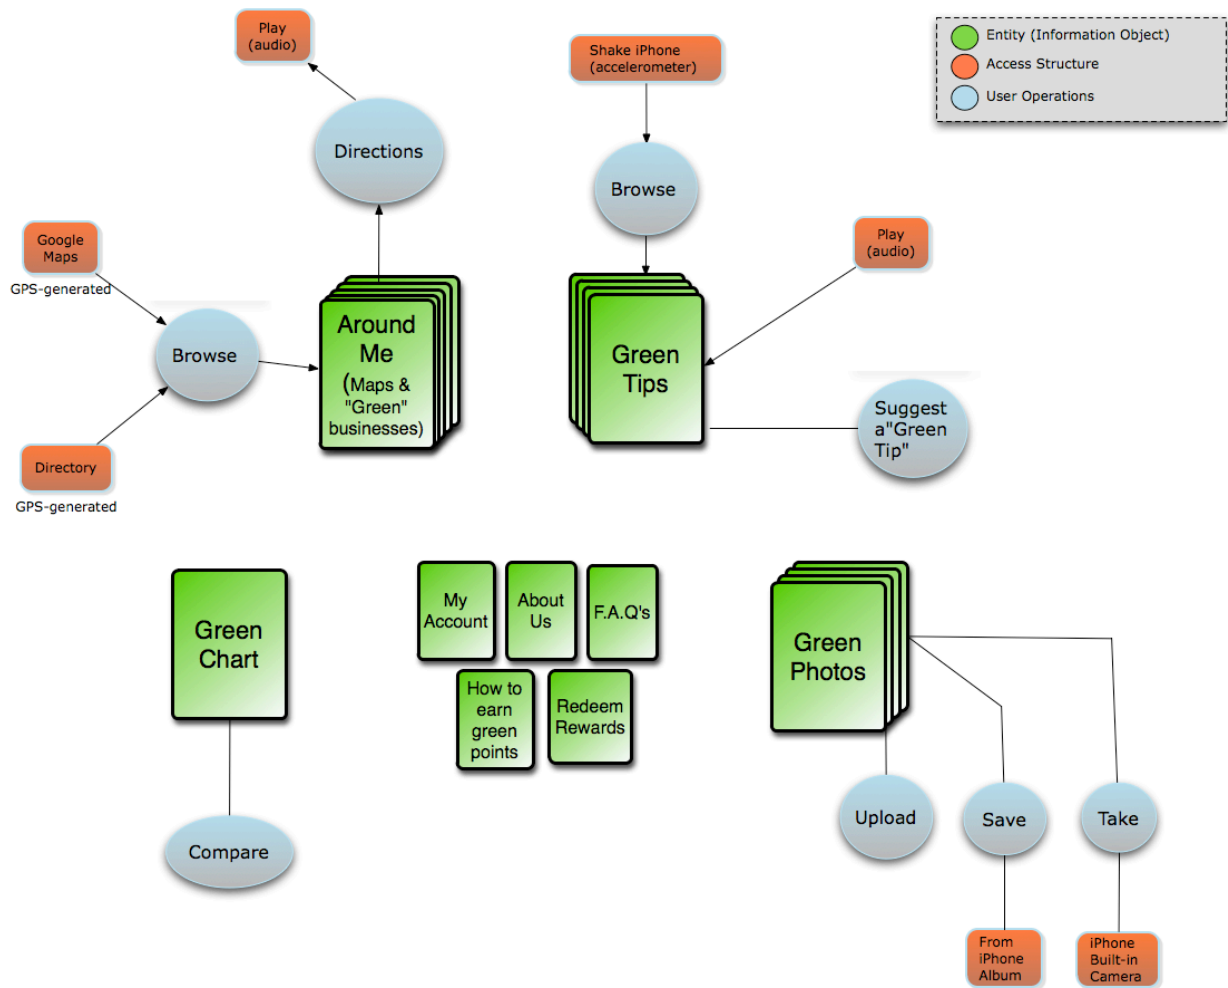 Play
(audio)
Shake iPhone
(accelerometer)
Entity (Information Object)
Access Structure
User Operations
Directions
Browse
Google
Maps
GPS-generated
Play
(audio)
Browse
Around
Me
(Maps &
"Green"
businesses)
Green
Tips
Suggest
a"Green
Tip"
Directory
GPS-generated
Green
Chart
My
Account
About
Us
F.A.Q's
How to
earn
green
points
Redeem
Rewards
Green
Photos
Compare
Upload
Save
Take
From
iPhone
Album
iPhone
Built-in
Camera